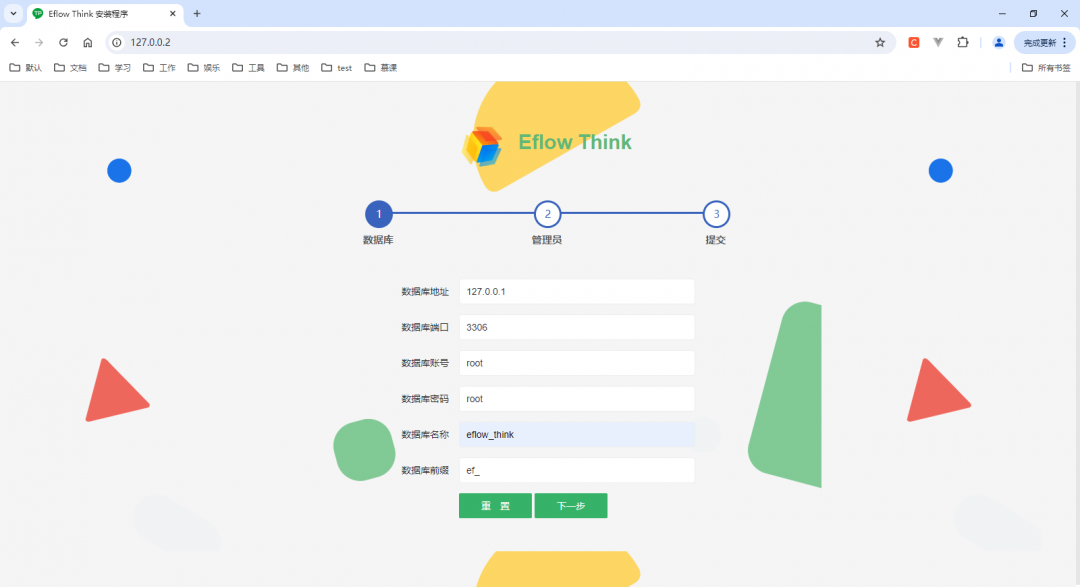 Eflow Think 安装程序
127.0.0.2
完成更新
默认 文档 学习 工作 娱乐 工具 其他 test 慕课 所有书签
Eflow Think
1 2 3
数据库 管理员 提交
数据库地址 127.0.0.1
数据库端口 3306
数据库账号 root
数据库密码 root
数据库名称 eflow_think
数据库前缀 ef_
重 置 下一步